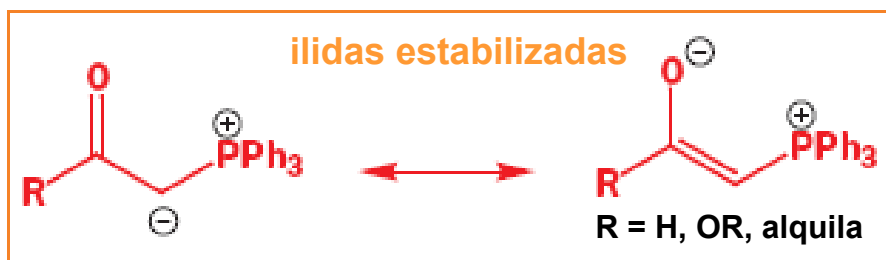 ilidas estabilizadas
O
⊕
PPh3
R
⊖
O ⊖
⊕
PPh3
R
R = H, OR, alquila